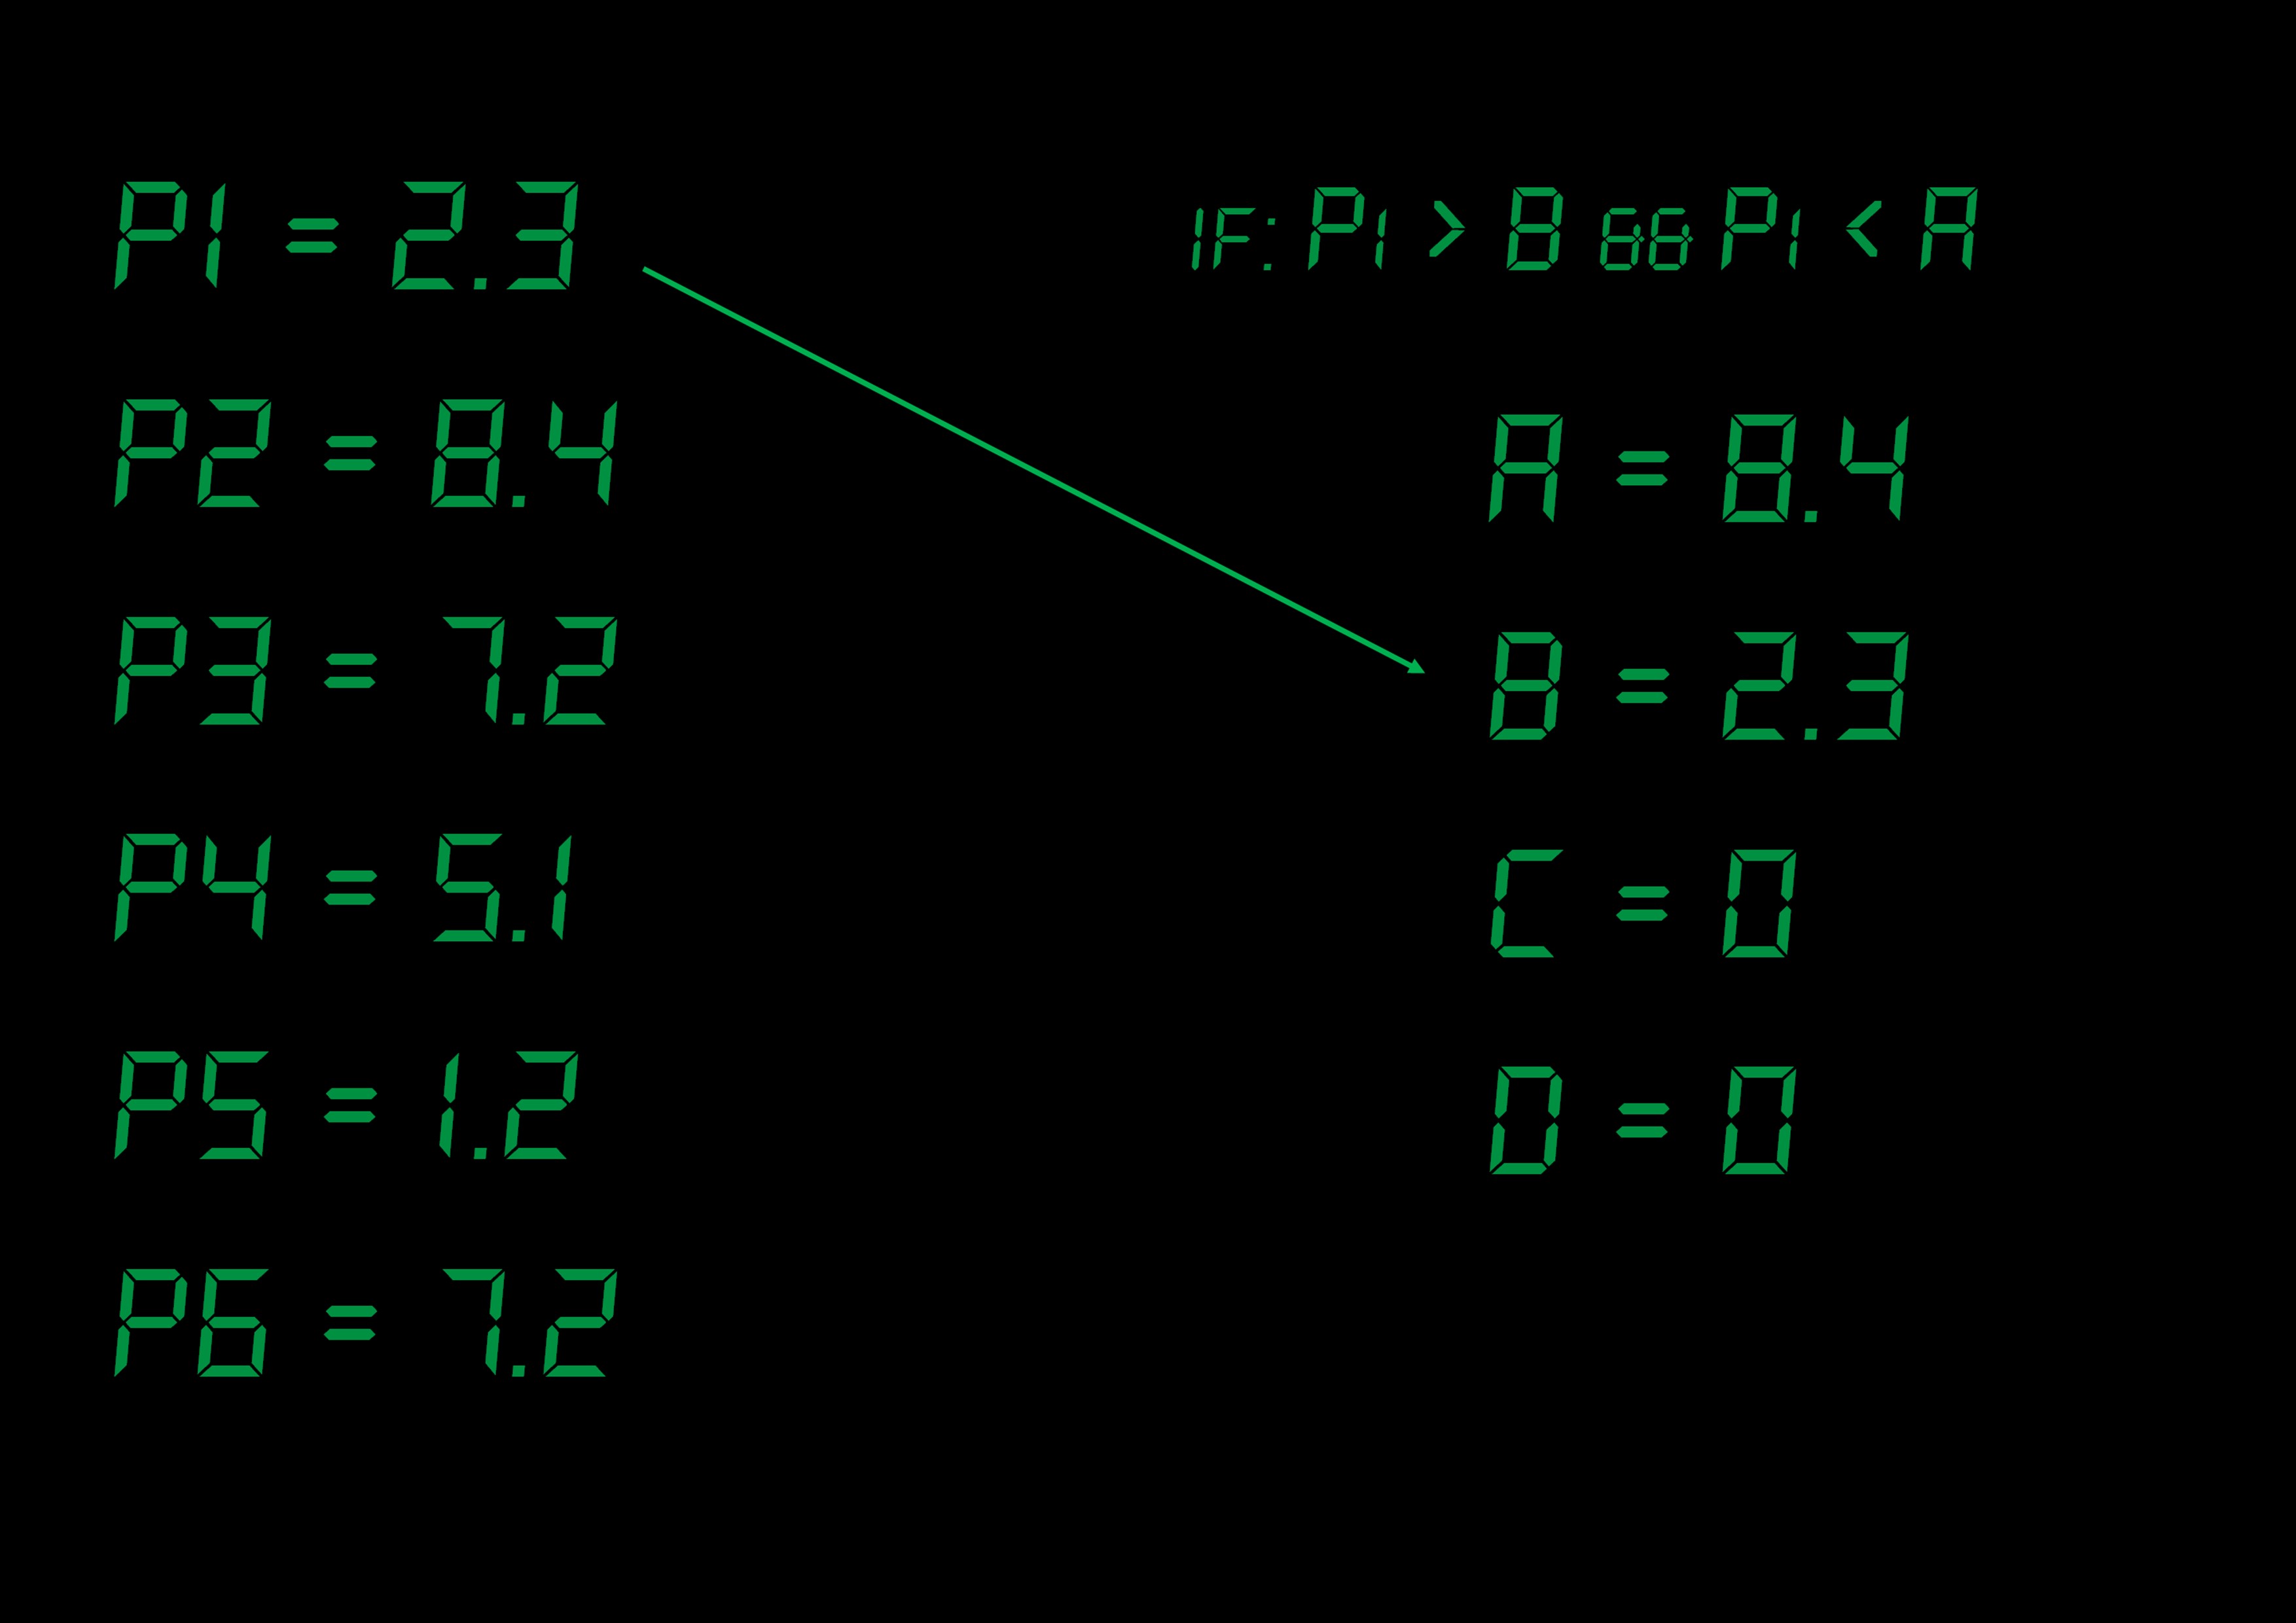 P1 = 2.3
P2 = 8.4
P3 = 7.2
P4 = 5.1
P5 = 1.2
P6 = 7.2
IF: P1 > B && P1 < A
A = 8.4
B = 2.3
C = 0
D = 0